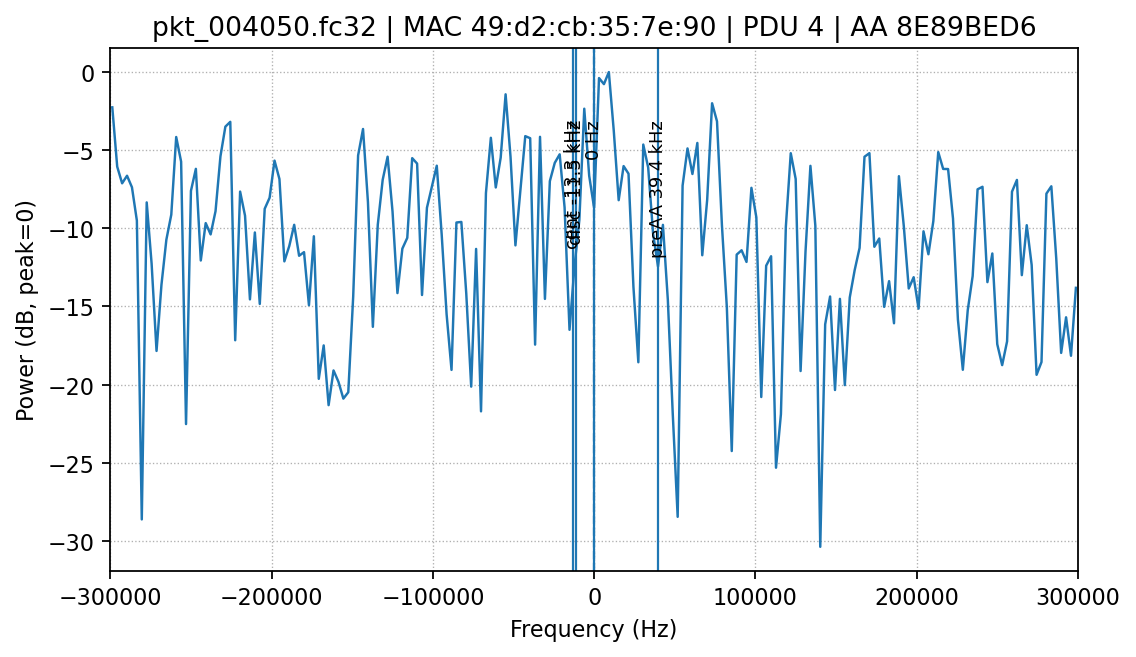 pkt_004050.fc32 | MAC 49:d2:cb:35:7e:90 | PDU 4 | AA 8E89BED6
0
−5
−10
−15
−20
−25
−30
Power (dB, peak=0)
0 Hz
preAA 39.4 kHz
−300000
−200000
−100000
0
100000
200000
300000
Frequency (Hz)